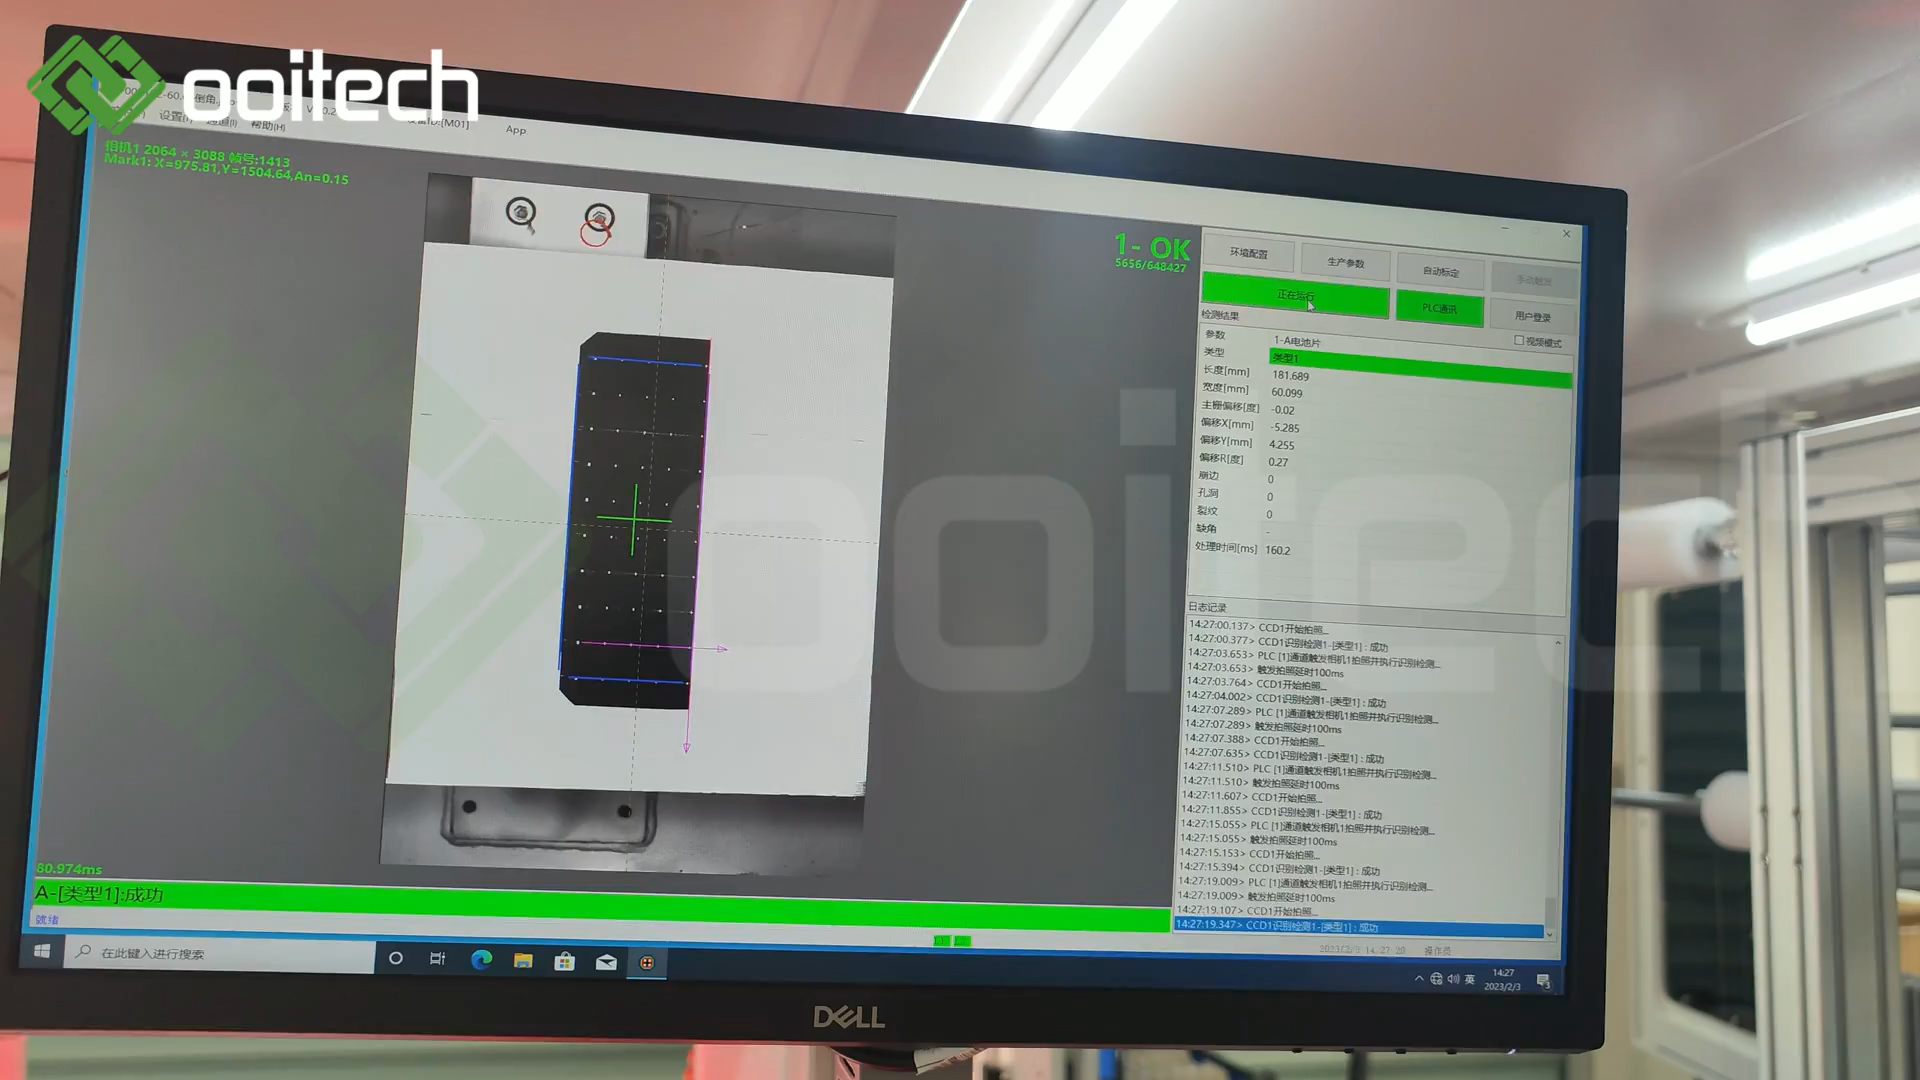 ooitech
设置
帮助(H)
[M01]
App
相机1 2064 × 3088 帧号:1413
Mark1: X=975.81,Y=1504.64,An=0.15
1- OK
5656/648427
环境配置
生产参数
自动标定
手动触发
正在运行
PLC通讯
用户登录
检测结果
视频模式
参数 1-A电池片
类型 类型1
长度[mm] 181.689
宽度[mm] 60.099
主栅偏移[度] -0.02
偏移X[mm] -5.285
偏移Y[mm] 4.255
偏移R[度] 0.27
崩边 0
孔洞 0
裂纹 0
缺角 -
处理时间[ms] 160.2
日志记录
14:27:00.137> CCD1开始拍照...
14:27:00.377> CCD1识别检测1-[类型1] : 成功
14:27:03.653> PLC [1]通道触发相机1拍照并执行识别检测...
14:27:03.653> 触发拍照延时100ms
14:27:03.764> CCD1开始拍照...
14:27:04.002> CCD1识别检测1-[类型1] : 成功
14:27:07.289> PLC [1]通道触发相机1拍照并执行识别检测...
14:27:07.289> 触发拍照延时100ms
14:27:07.388> CCD1开始拍照...
14:27:07.635> CCD1识别检测1-[类型1] : 成功
14:27:11.510> PLC [1]通道触发相机1拍照并执行识别检测...
14:27:11.510> 触发拍照延时100ms
14:27:11.607> CCD1开始拍照...
14:27:11.855> CCD1识别检测1-[类型1] : 成功
14:27:15.055> PLC [1]通道触发相机1拍照并执行识别检测...
14:27:15.055> 触发拍照延时100ms
14:27:15.153> CCD1开始拍照...
14:27:15.394> CCD1识别检测1-[类型1] : 成功
14:27:19.009> PLC [1]通道触发相机1拍照并执行识别检测...
14:27:19.009> 触发拍照延时100ms
14:27:19.107> CCD1开始拍照...
14:27:19.347> CCD1识别检测1-[类型1] : 成功
80.974ms
A-[类型1]:成功
就绪
2023/2/3 14:27:20 操作员
在此键入进行搜索
英
14:27
2023/2/3
DELL
ooitech